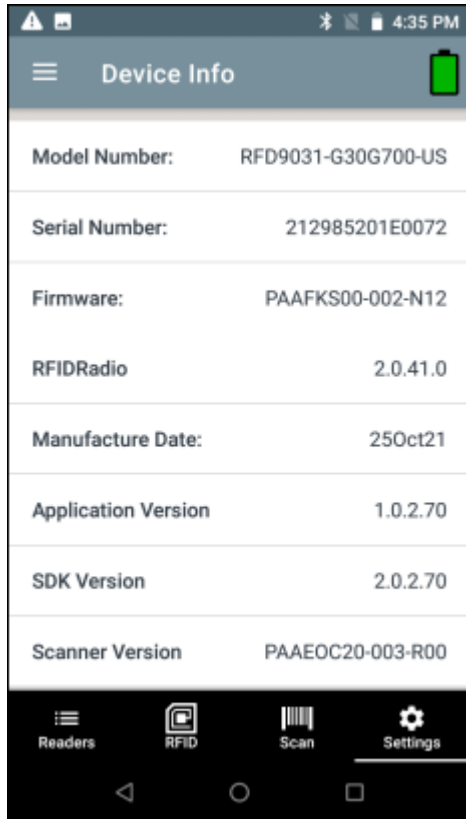 4:35 PM
Device Info
Model Number: RFD9031-G30G700-US
Serial Number: 212985201E0072
Firmware: PAAFKS00-002-N12
RFIDRadio 2.0.41.0
Manufacture Date: 25Oct21
Application Version 1.0.2.70
SDK Version 2.0.2.70
Scanner Version PAAEOC20-003-R00
Readers RFID Scan Settings